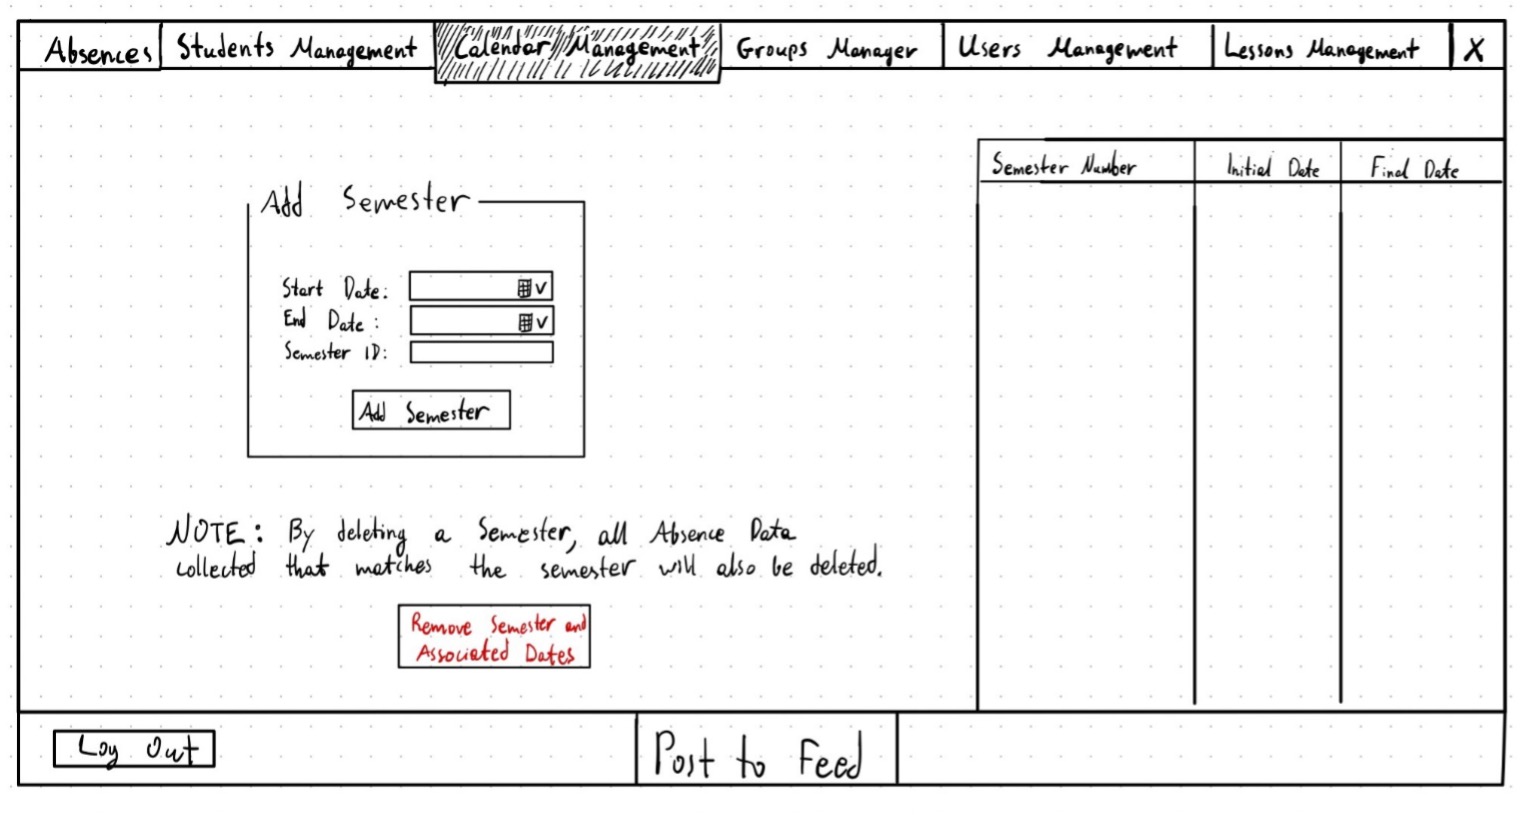 Absences
Students Management
Calendar Management
Groups Manager
Users Management
Lessons Management
X
Semester Number
Initial Date
Final Date
Add Semester
Start Date:
End Date:
Semester ID:
Add Semester
NOTE: By deleting a Semester, all Absence Data
collected that matches the semester will also be deleted.
Remove Semester and
Associated Dates
Log Out
Post to Feed